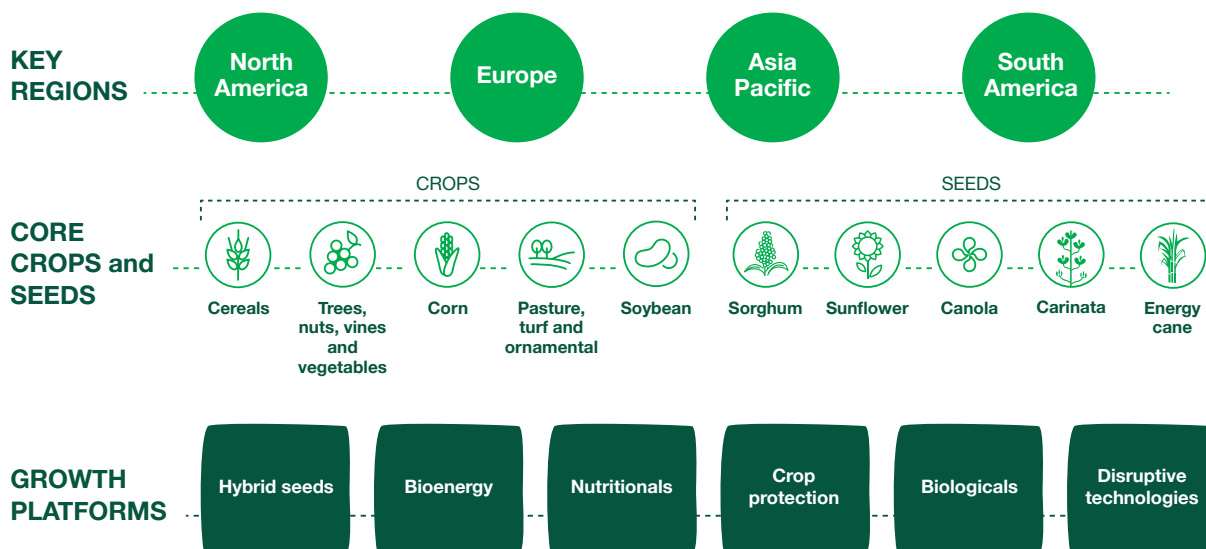 KEY
REGIONS
North
America
Europe
Asia
Pacific
South
America
CROPS
SEEDS
CORE
CROPS and
SEEDS
Cereals
Trees,
nuts, vines
and
vegetables
Corn
Pasture,
turf and
ornamental
Soybean
Sorghum
Sunflower
Canola
Carinata
Energy
cane
GROWTH
PLATFORMS
Hybrid seeds
Bioenergy
Nutritionals
Crop
protection
Biologicals
Disruptive
technologies